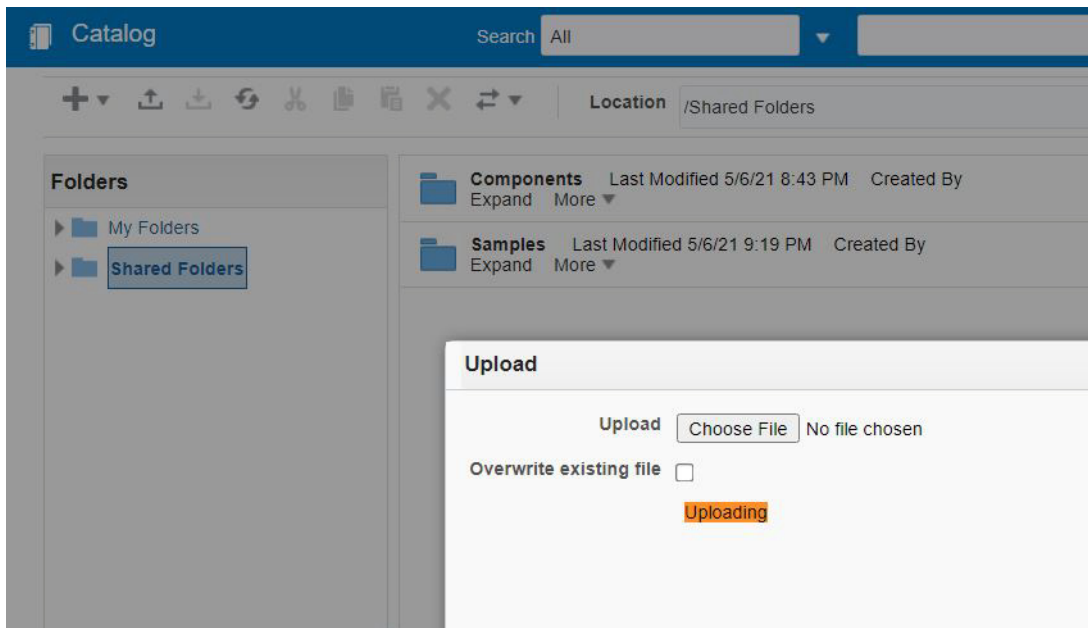 Catalog
Search All
Location /Shared Folders
Folders
My Folders
Shared Folders
Components Last Modified 5/6/21 8:43 PM Created By
Expand More
Samples Last Modified 5/6/21 9:19 PM Created By
Expand More
Upload
Upload Choose File No file chosen
Overwrite existing file
Uploading